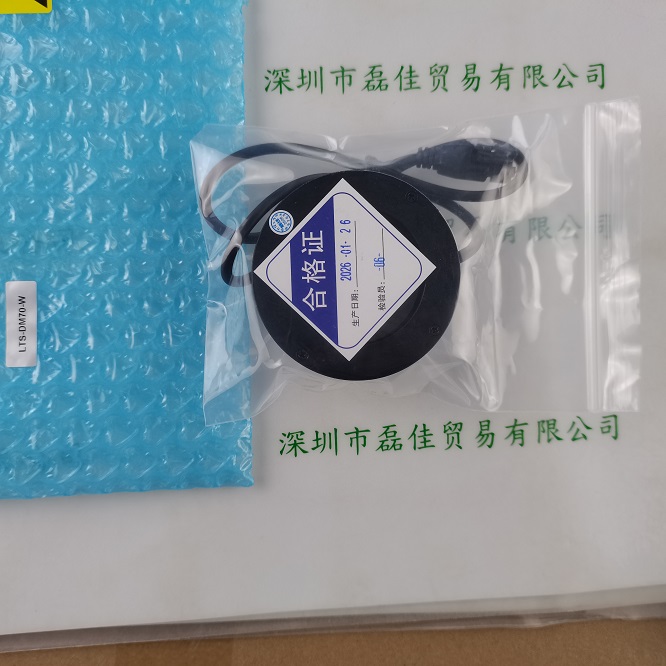 深圳市磊佳贸易有限公司
合格证
生产日期：2026-01-26
检验员：-06-
LTS-DM70-W
贸易有限公司
深圳市磊佳贸易有限公司